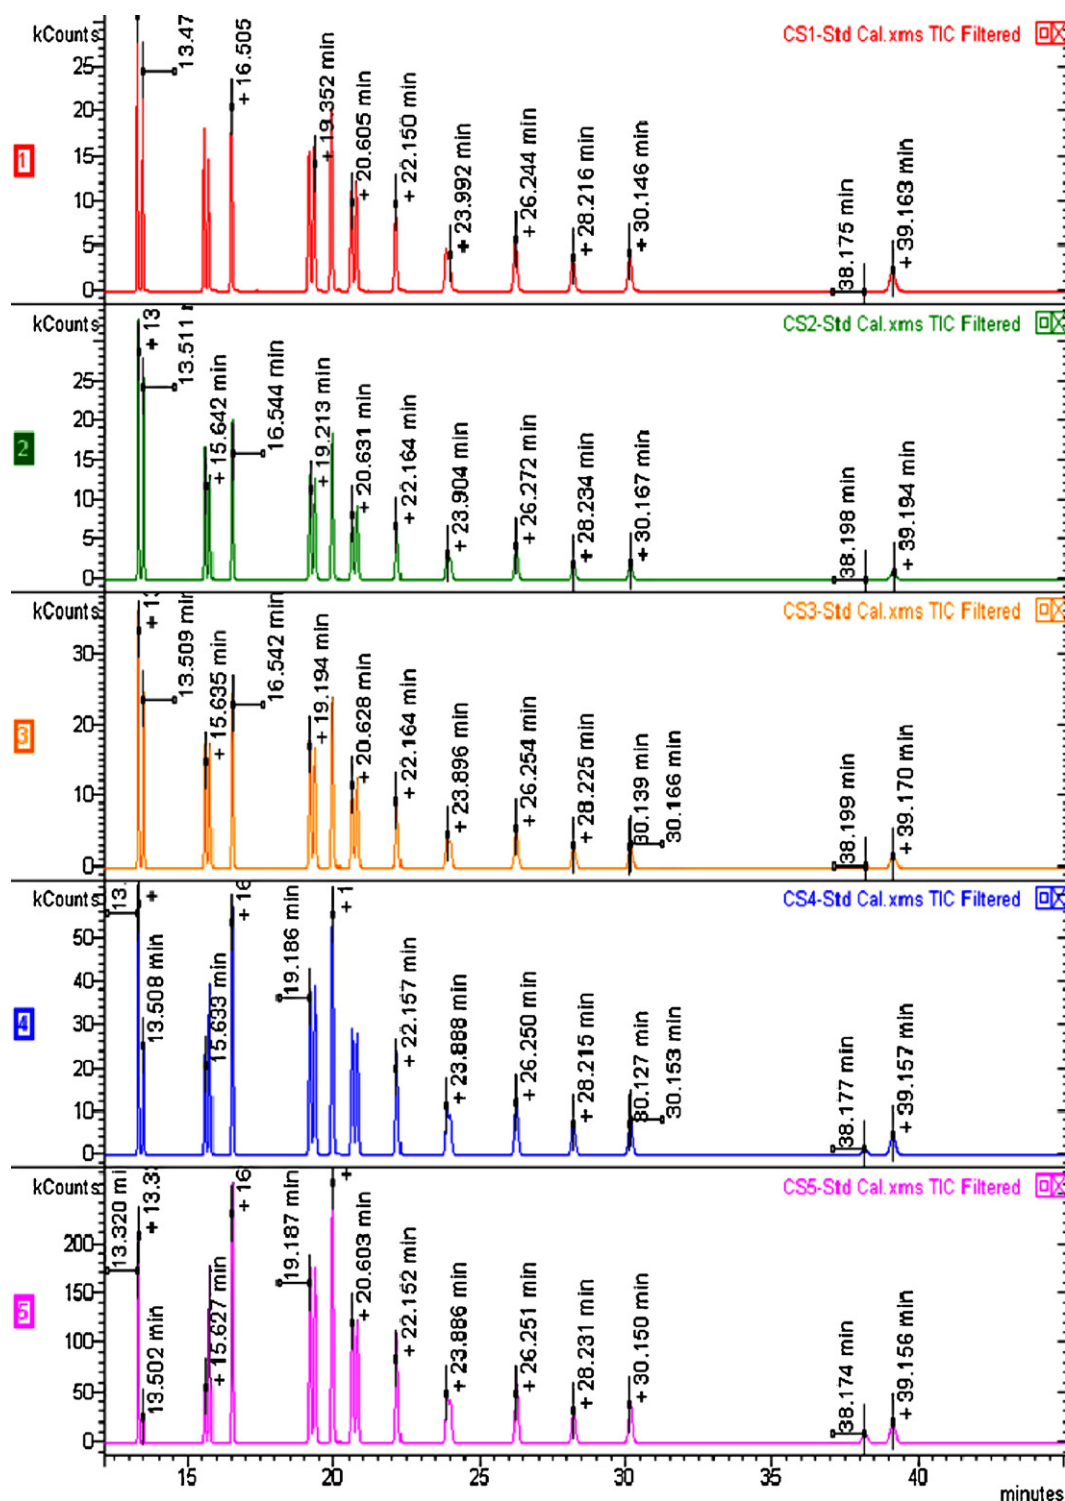 kCounts
CS1-Std Cal.xms TIC Filtered
25
20
15
10
5
0
1
13.47
+ 16.505
+ 19.352 min
+ 20.605 min
+ 22.150 min
+ 23.992 min
+ 26.244 min
+ 28.216 min
+ 30.146 min
38.175 min
+ 39.163 min
kCounts
CS2-Std Cal.xms TIC Filtered
25
20
15
10
5
0
2
+ 13
13.511
+ 15.642 min
16.544 min
+ 19.213 min
+ 20.631 min
+ 22.164 min
+ 23.904 min
+ 26.272 min
+ 28.234 min
+ 30.167 min
38.198 min
+ 39.194 min
kCounts
CS3-Std Cal.xms TIC Filtered
30
20
10
0
3
+ 13
13.509 min
+ 15.635 min
16.542 min
+ 19.194 min
+ 20.628 min
+ 22.164 min
+ 23.896 min
+ 26.254 min
+ 28.225 min
30.139 min
30.166 min
38.199 min
+ 39.170 min
kCounts
CS4-Std Cal.xms TIC Filtered
50
40
30
20
10
0
4
13.
+
13.508 min
15.633 min
+ 16
19.186 min
+ 1
+ 22.157 min
+ 23.888 min
+ 26.250 min
+ 28.215 min
30.127 min
30.153 min
38.177 min
+ 39.157 min
kCounts
CS5-Std Cal.xms TIC Filtered
200
150
100
50
0
5
13.320 mi
+ 13.3
13.502 min
+ 15.627 min
+ 16
19.187 min
+
+ 20.603 min
+ 22.152 min
+ 23.886 min
+ 26.251 min
+ 28.231 min
+ 30.150 min
38.174 min
+ 39.156 min
15 20 25 30 35 40
minutes